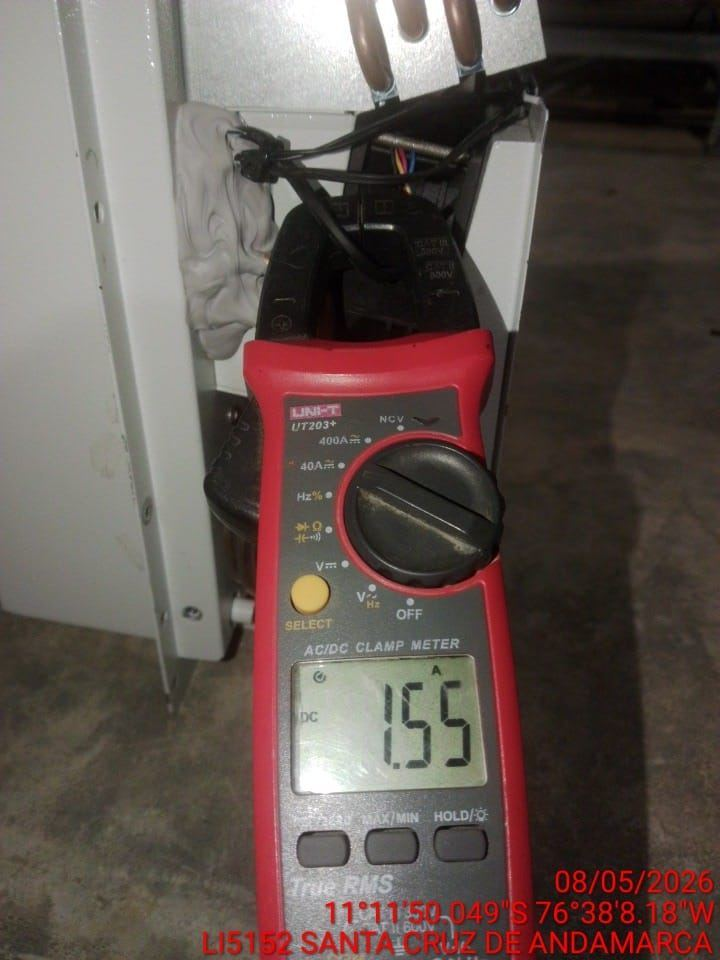 UNI-T
UT203+
NCV
400A
40A
Hz%
Ω
V
V
Hz
OFF
SELECT
AC/DC CLAMP METER
A
DC
1.55
MAX/MIN
HOLD/
True RMS
600V
08/05/2026
11°11'50.049"S 76°38'8.18"W
LI5152 SANTA CRUZ DE ANDAMARCA